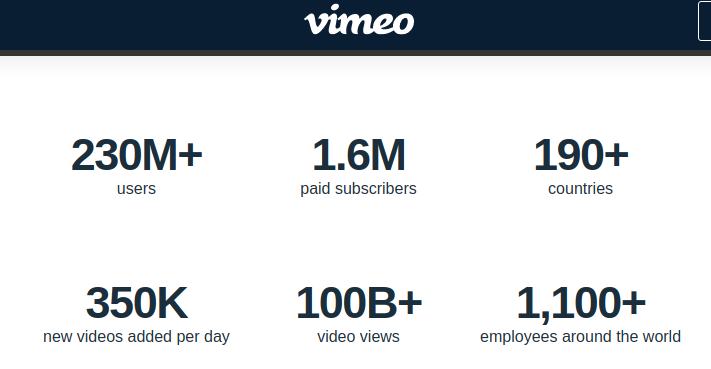 vimeo
230M+ 1.6M 190+
users paid subscribers countries
350K 100B+ 1,100+
new videos added per day video views employees around the world